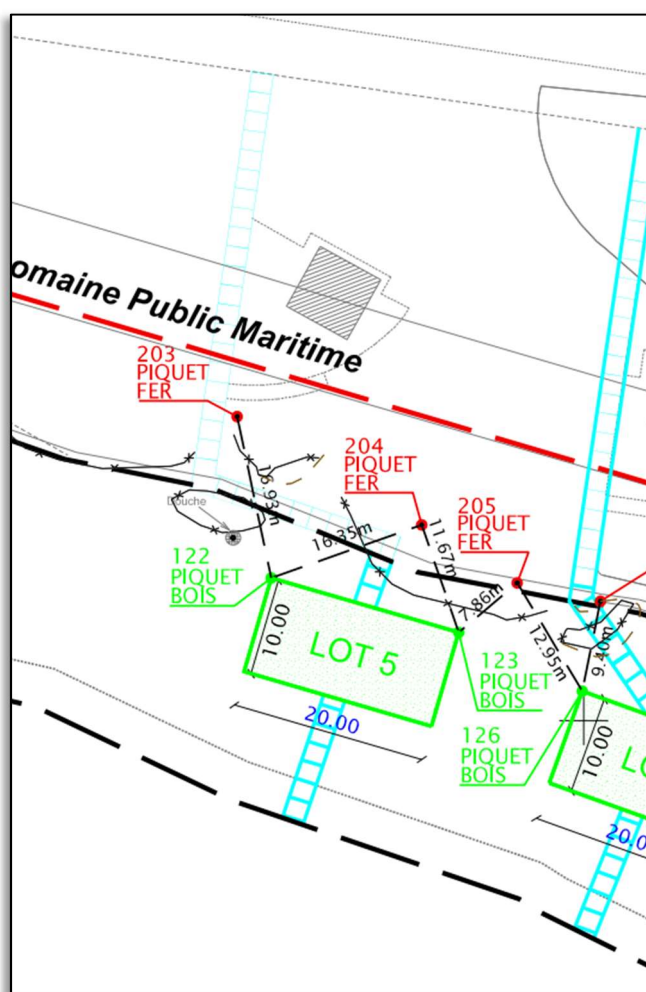 omaine Public Maritime
203
PIQUET
FER
204
PIQUET
FER
205
PIQUET
FER
Douche
16.35m
11.67m
122
PIQUET
BOIS
7.86m
12.95m
9.40m
10.00
LOT 5
123
PIQUET
BOIS
20.00
126
PIQUET
BOIS
10.00
LO
20.0